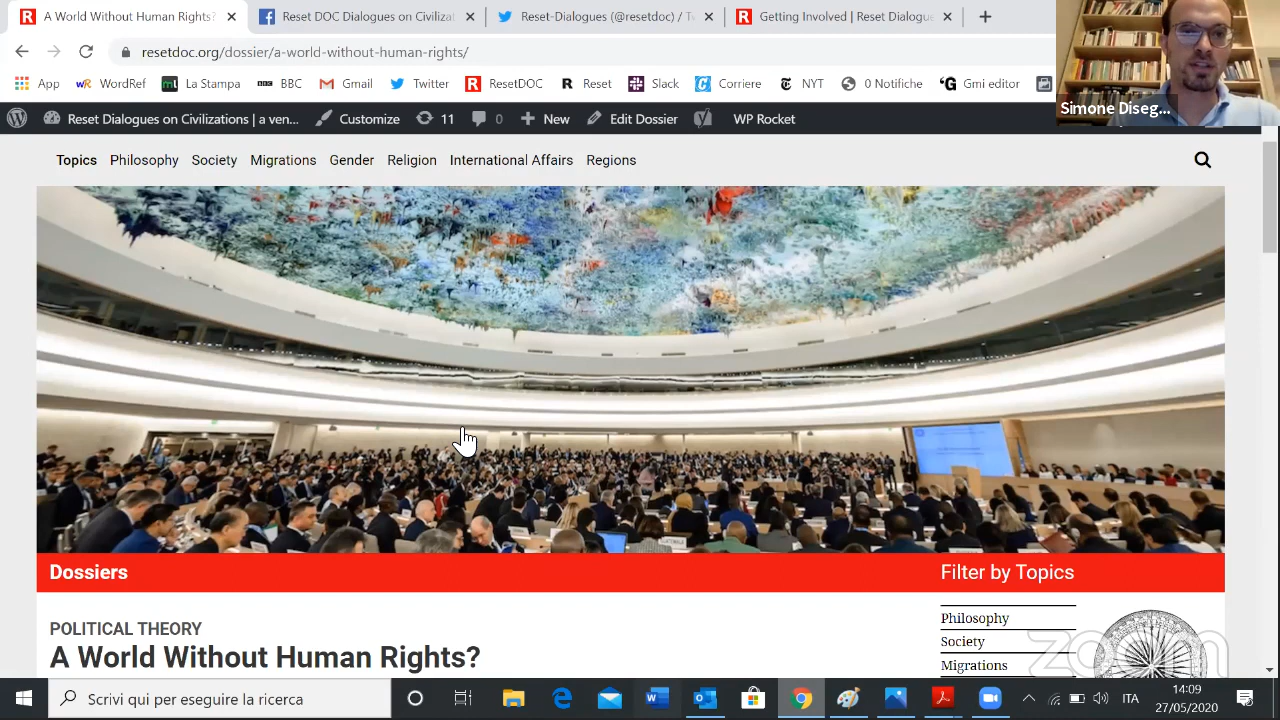 A World Without Human Rights?
Reset DOC Dialogues on civilizat
Reset-Dialogues (@resetdoc) / Tw
Getting Involved | Reset Dialogue
resetdoc.org/dossier/a-world-without-human-rights/
App WordRef La Stampa BBC Gmail Twitter ResetDOC Reset Slack Corriere NYT 0 Notifiche Gmi editor
Simone Diseg...
Reset Dialogues on Civilizations | a ven... Customize 11 0 New Edit Dossier WP Rocket
Topics Philosophy Society Migrations Gender Religion International Affairs Regions
Dossiers
Filter by Topics
POLITICAL THEORY
A World Without Human Rights?
Philosophy
Society
Migrations
zoom
Scrivi qui per eseguire la ricerca
ITA
14:09
27/05/2020